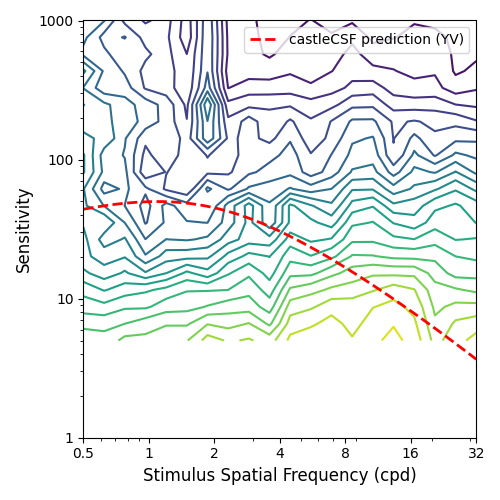 1000
castleCSF prediction (YV)
100
Sensitivity
10
1
0.5 1 2 4 8 16 32
Stimulus Spatial Frequency (cpd)